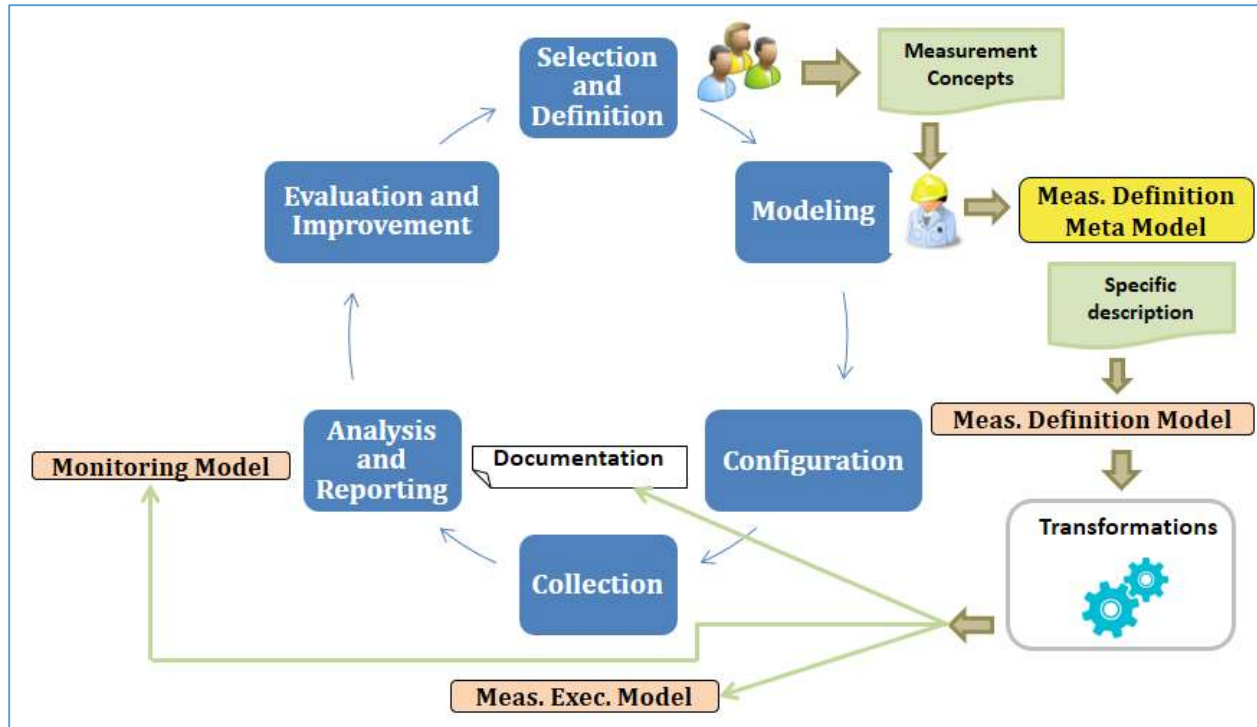 Selection
and
Definition
Measurement
Concepts
Evaluation and
Improvement
Modeling
Meas. Definition
Meta Model
Specific
description
Meas. Definition Model
Analysis
and
Reporting
Monitoring Model
Documentation
Configuration
Transformations
Collection
Meas. Exec. Model